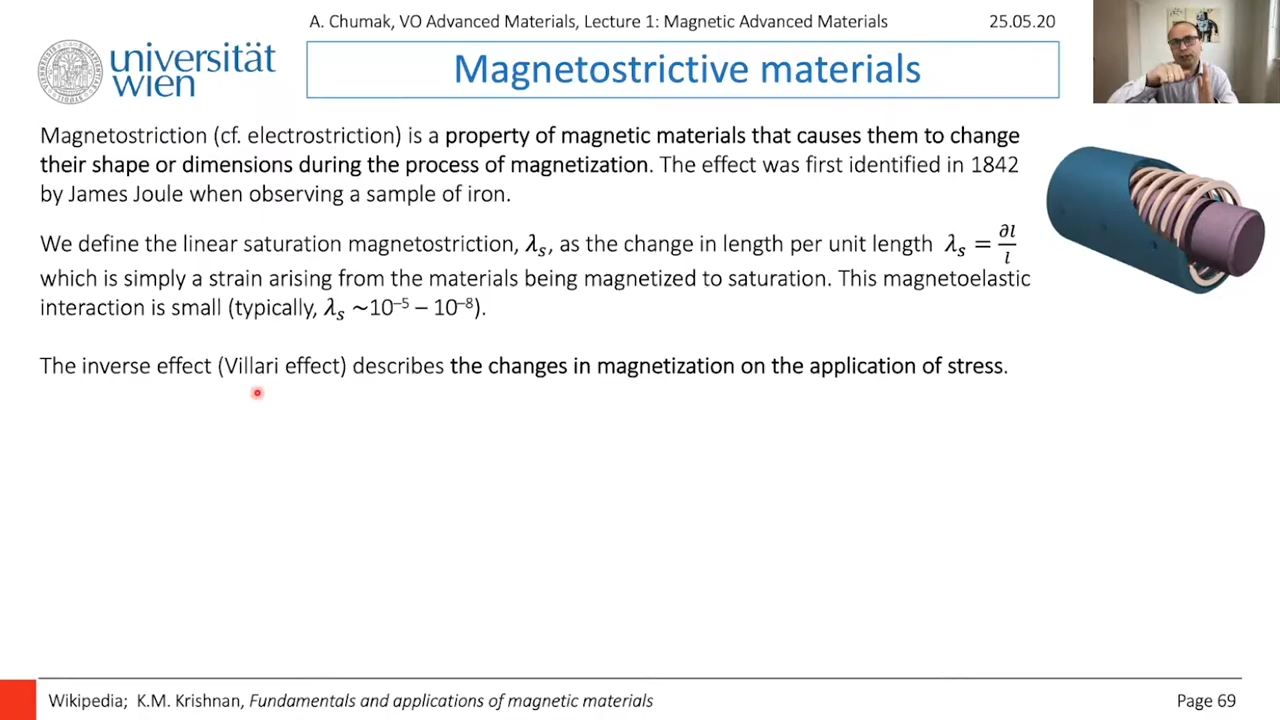 A. Chumak, VO Advanced Materials, Lecture 1: Magnetic Advanced Materials 25.05.20
universität
wien
Magnetostrictive materials
Magnetostriction (cf. electrostriction) is a property of magnetic materials that causes them to change
their shape or dimensions during the process of magnetization. The effect was first identified in 1842
by James Joule when observing a sample of iron.
We define the linear saturation magnetostriction, λₛ, as the change in length per unit length λₛ = ∂l/l
which is simply a strain arising from the materials being magnetized to saturation. This magnetoelastic
interaction is small (typically, λₛ ~10⁻⁵ – 10⁻⁸).
The inverse effect (Villari effect) describes the changes in magnetization on the application of stress.
Wikipedia; K.M. Krishnan, Fundamentals and applications of magnetic materials Page 69